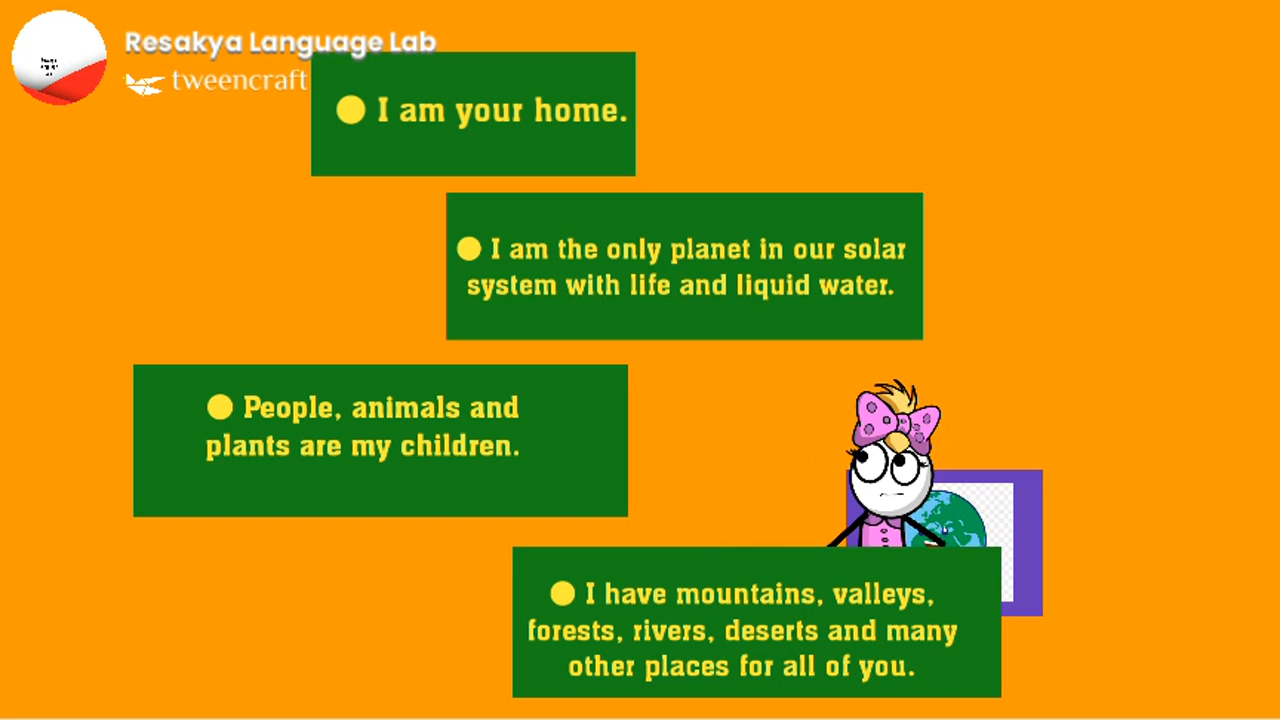 Resakya Language Lab
tweencraft
I am your home.
I am the only planet in our solar
system with life and liquid water.
People, animals and
plants are my children.
I have mountains, valleys,
forests, rivers, deserts and many
other places for all of you.